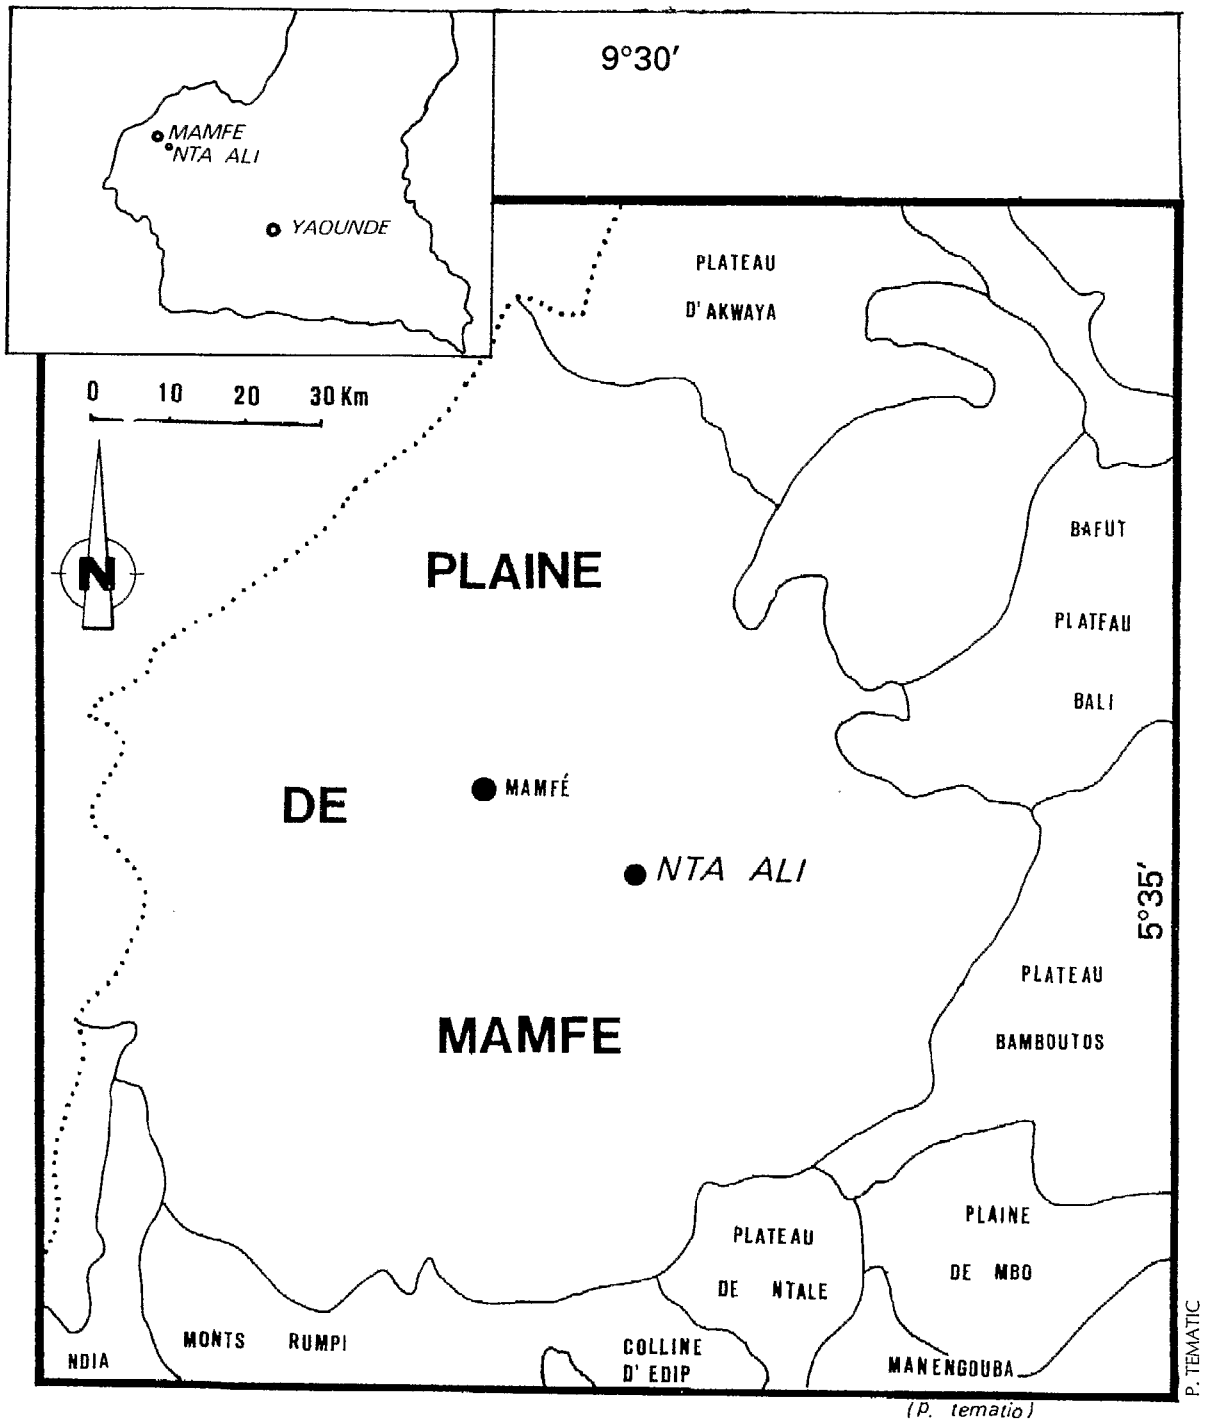 9°30′
MAMFE
NTA ALI
YAOUNDE
PLATEAU
D'AKWAYA
0 10 20 30 Km
N
BAFUT
PLAINE
PLATEAU
BALI
DE
MAMFÉ
NTA ALI
5°35′
PLATEAU
MAMFE
BAMBOUTOS
PLAINE
PLATEAU
DE MBO
DE NTALE
MONTS RUMPI
COLLINE
D'EDIP
NDIA
MANENGOUBA
P. TEMATIC
(P. tematio)